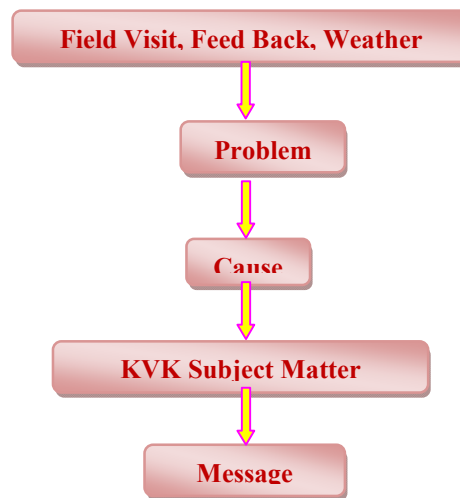 Field Visit, Feed Back, Weather
Problem
Cause
KVK Subject Matter
Message